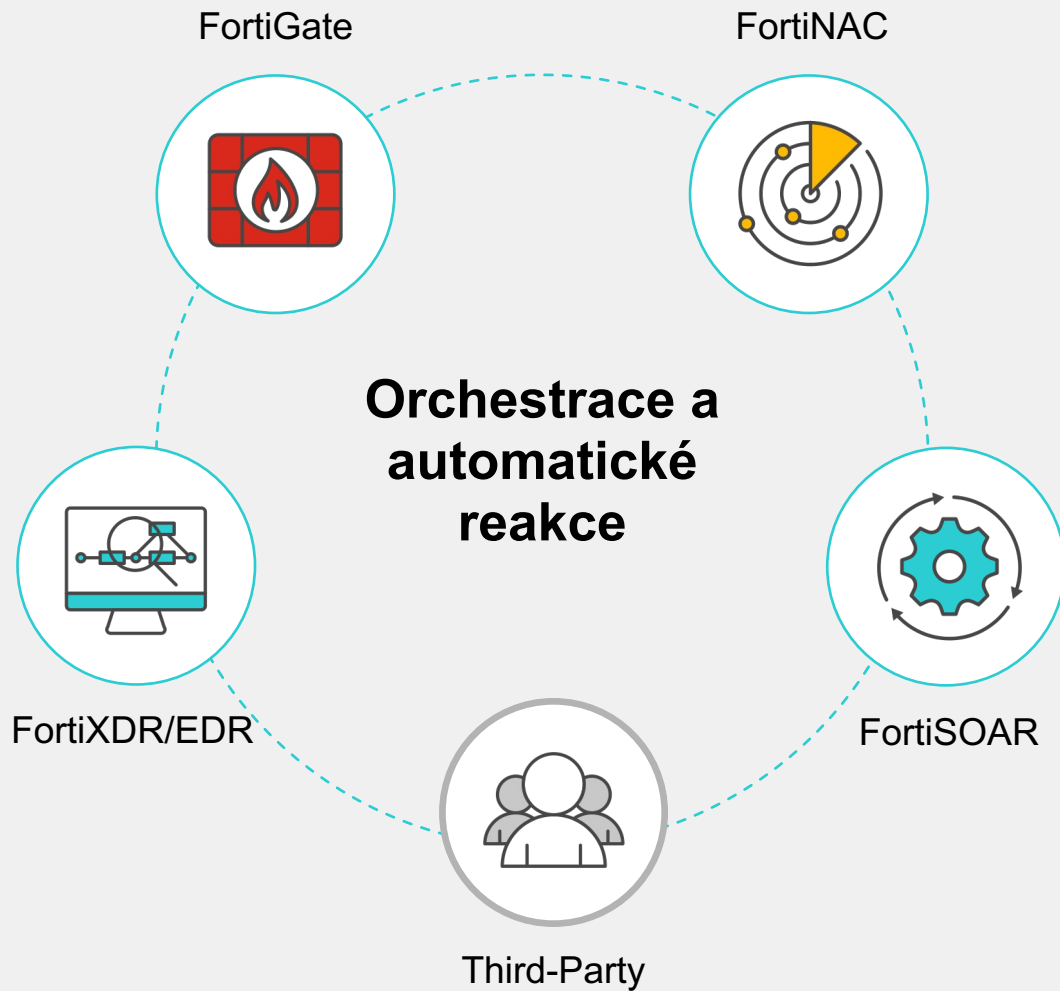 FortiGate
FortiNAC
Orchestrace a
automatické
reakce
FortiXDR/EDR
FortiSOAR
Third-Party